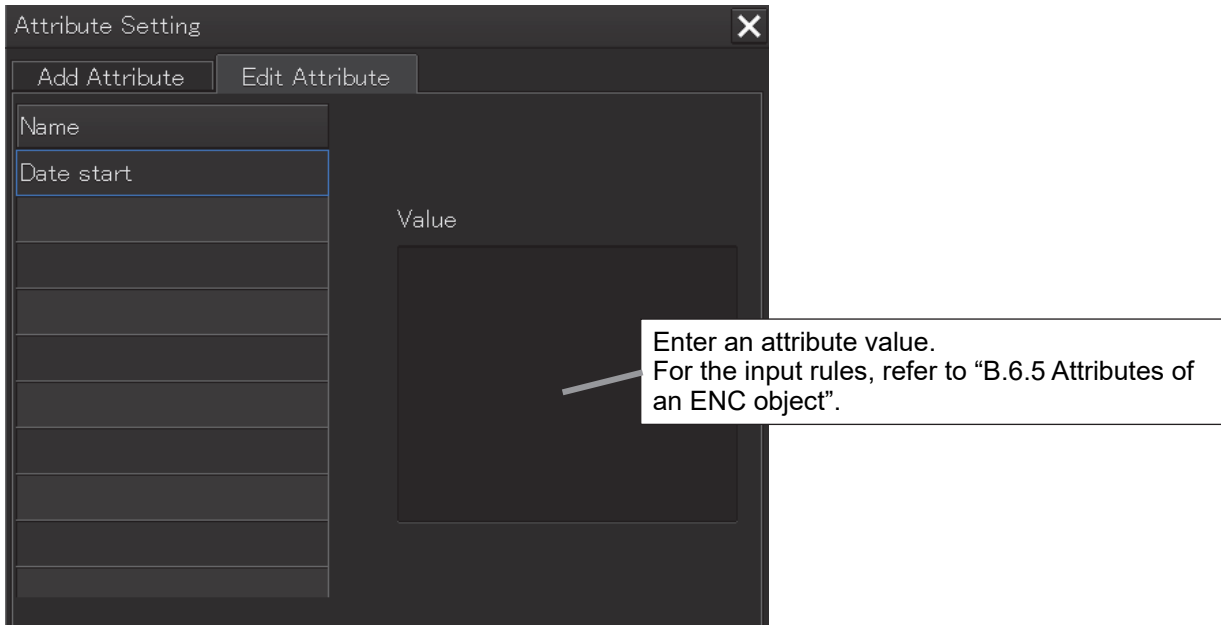 Attribute Setting
Add Attribute
Edit Attribute
Name
Date start
Value
Enter an attribute value.
For the input rules, refer to “B.6.5 Attributes of
an ENC object”.